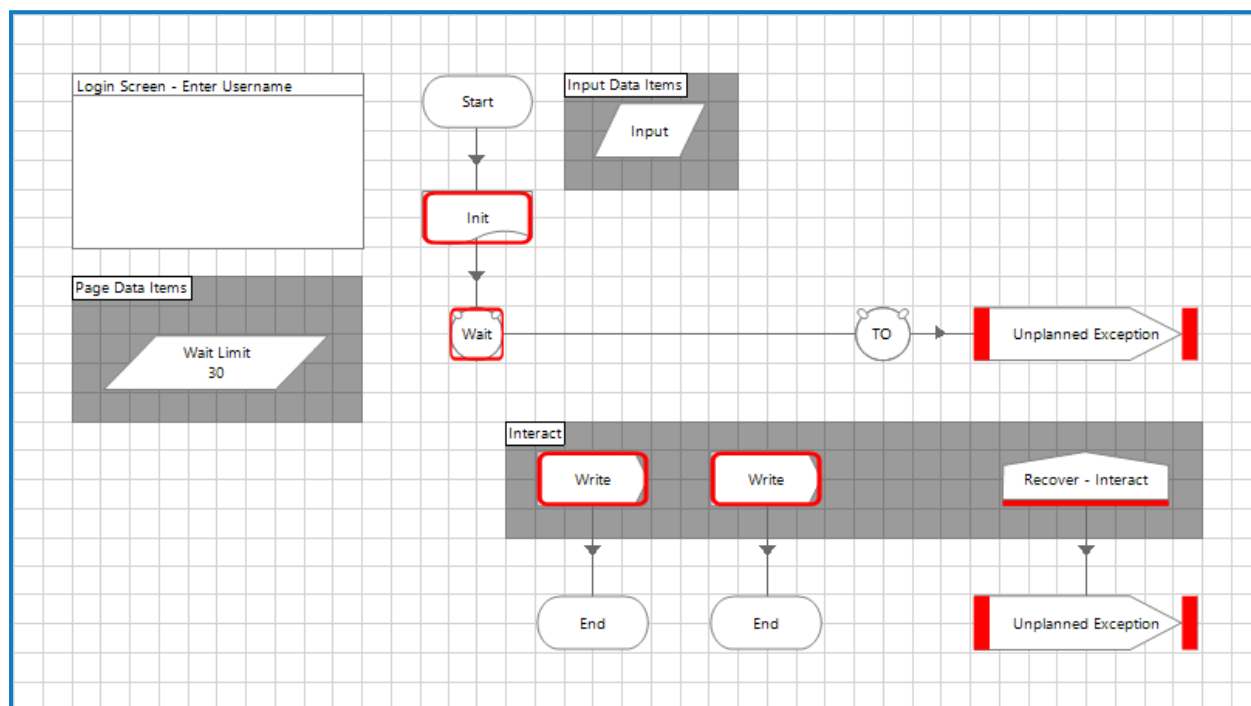 Login Screen - Enter Username
Start
Input Data Items
Input
Init
Page Data Items
Wait Limit
30
Wait
TO
Unplanned Exception
Interact
Write
Write
Recover - Interact
End
End
Unplanned Exception